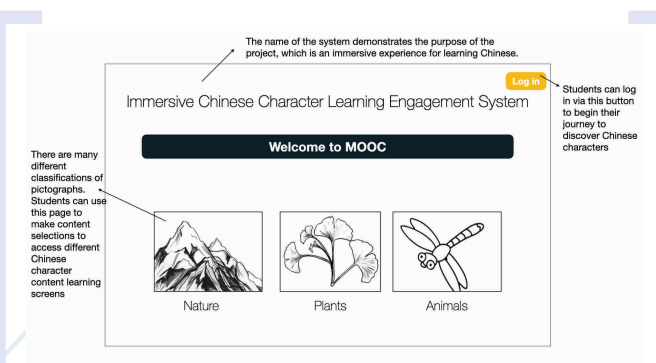 The name of the system demonstrates the purpose of the
project, which is an immersive experience for learning Chinese.
Log in
Immersive Chinese Character Learning Engagement System
Students can log
in via this button
to begin their
journey to
discover Chinese
characters
Welcome to MOOC
There are many
different
classifications of
pictographs.
Students can use
this page to
make content
selections to
access different
Chinese
character
content learning
screens
Nature
Plants
Animals